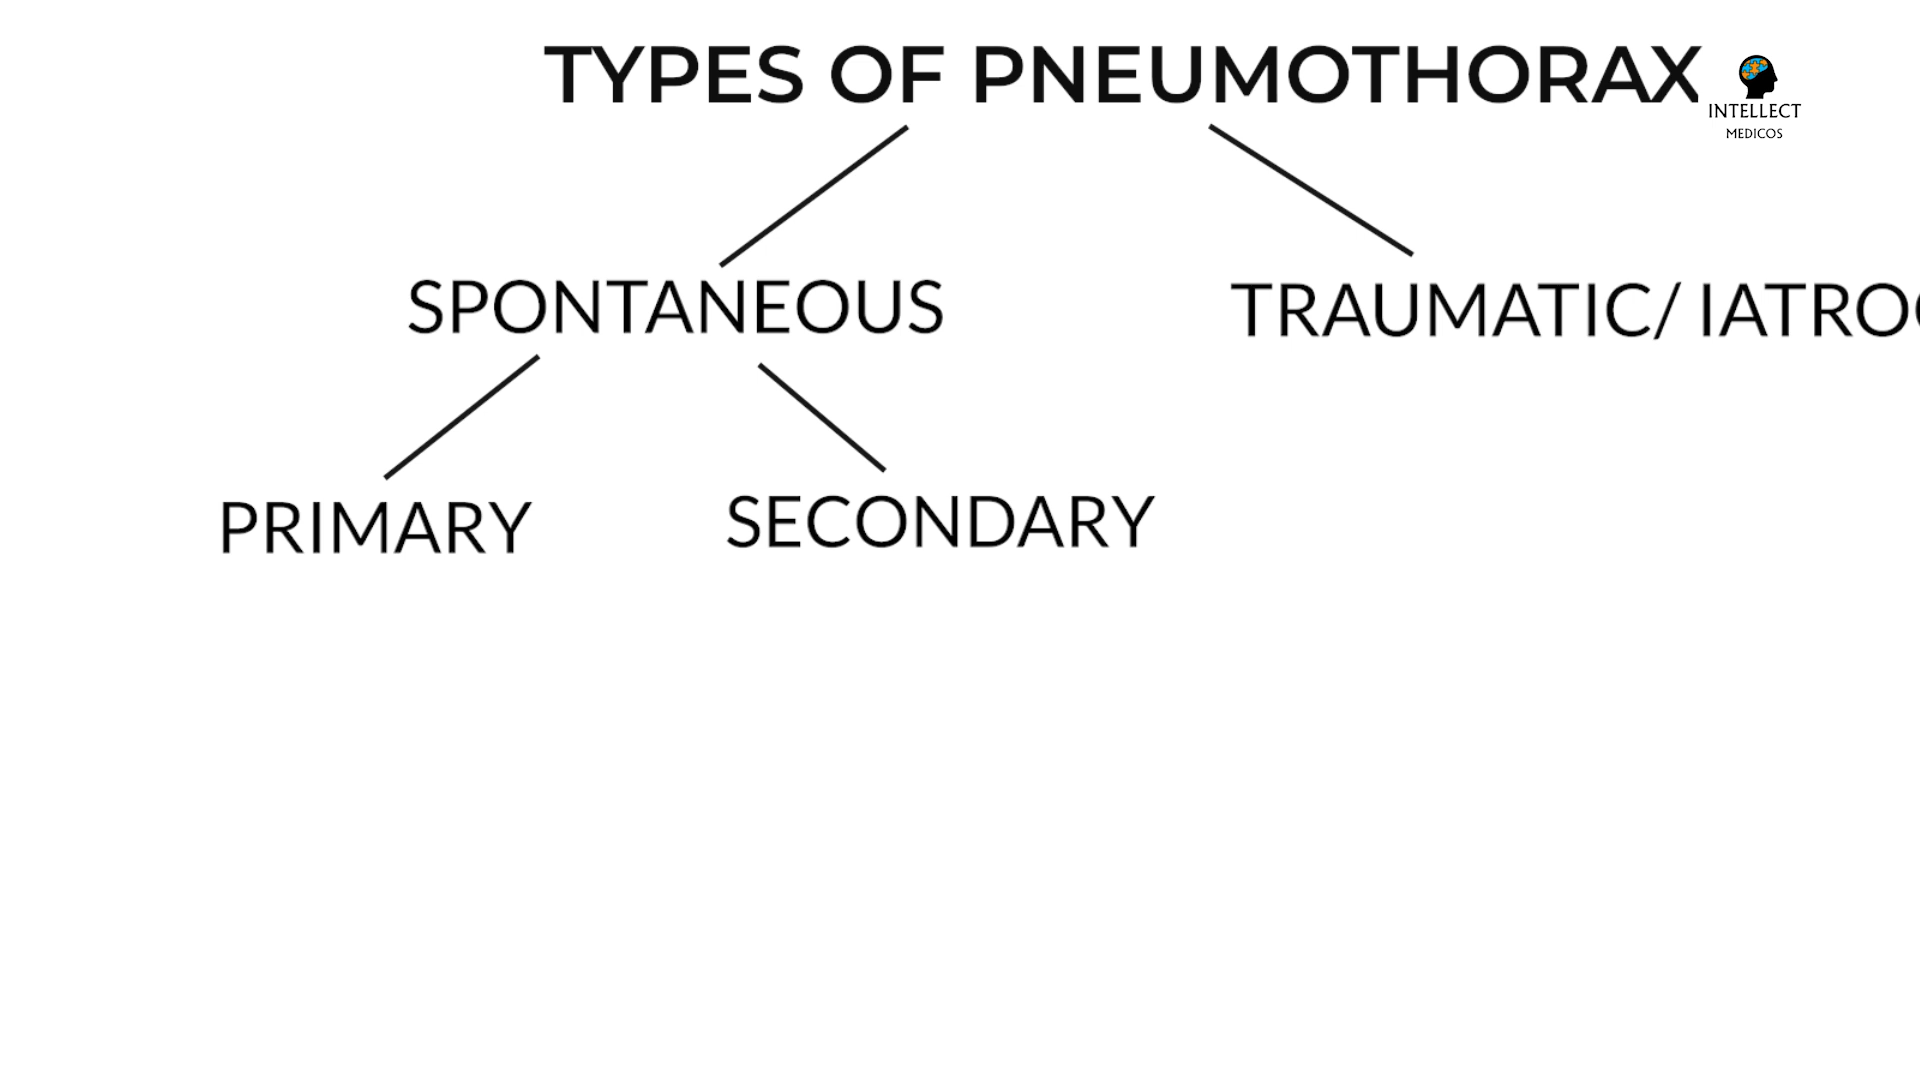 TYPES OF PNEUMOTHORAX
INTELLECT
MEDICOS
SPONTANEOUS
TRAUMATIC/
PRIMARY
SECONDARY